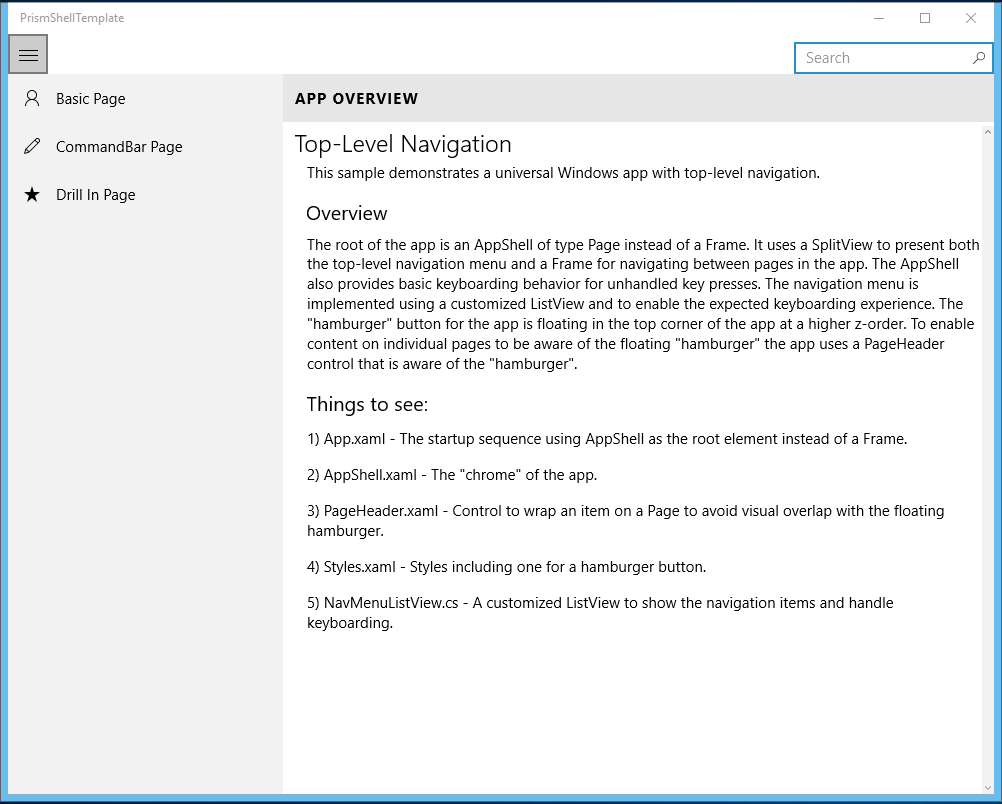 PrismShellTemplate
Search
Basic Page
CommandBar Page
Drill In Page
APP OVERVIEW
Top-Level Navigation
This sample demonstrates a universal Windows app with top-level navigation.
Overview
The root of the app is an AppShell of type Page instead of a Frame. It uses a SplitView to present both
the top-level navigation menu and a Frame for navigating between pages in the app. The AppShell
also provides basic keyboarding behavior for unhandled key presses. The navigation menu is
implemented using a customized ListView and to enable the expected keyboarding experience. The
"hamburger" button for the app is floating in the top corner of the app at a higher z-order. To enable
content on individual pages to be aware of the floating "hamburger" the app uses a PageHeader
control that is aware of the "hamburger".
Things to see:
1) App.xaml - The startup sequence using AppShell as the root element instead of a Frame.
2) AppShell.xaml - The "chrome" of the app.
3) PageHeader.xaml - Control to wrap an item on a Page to avoid visual overlap with the floating
hamburger.
4) Styles.xaml - Styles including one for a hamburger button.
5) NavMenuListView.cs - A customized ListView to show the navigation items and handle
keyboarding.